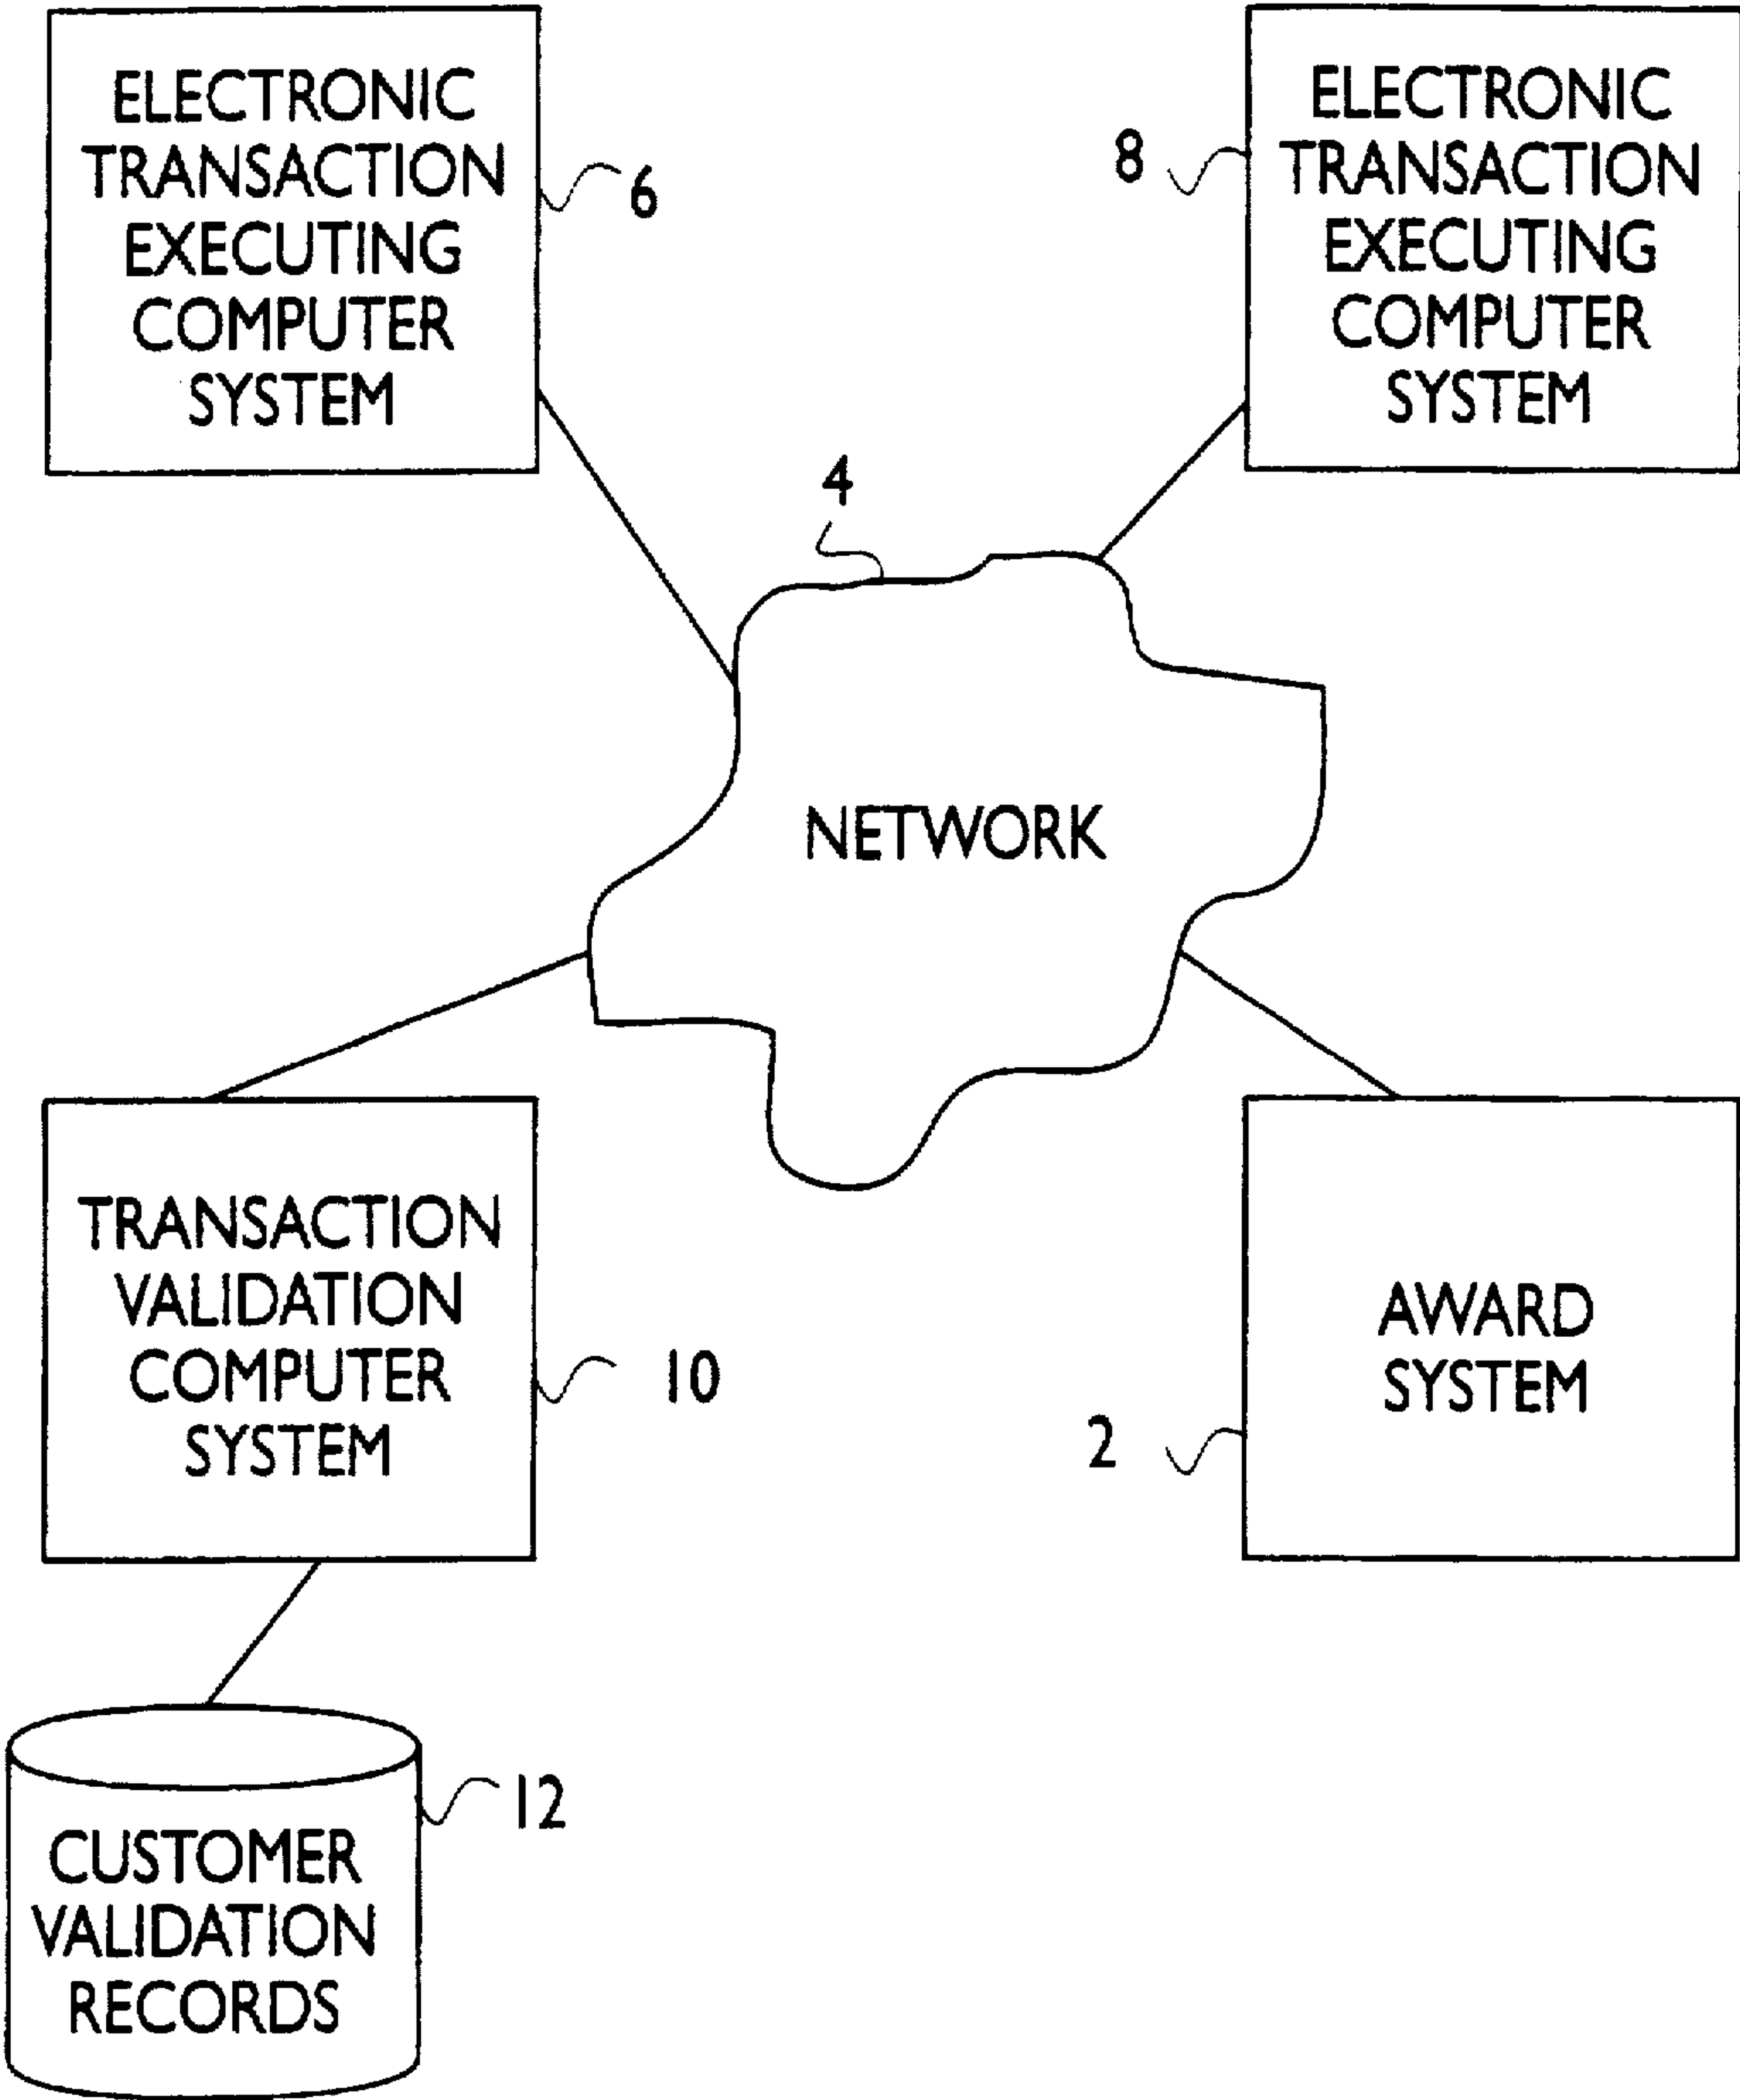 ELECTRONIC
TRANSACTION
EXECUTING
COMPUTER
SYSTEM
6
8
ELECTRONIC
TRANSACTION
EXECUTING
COMPUTER
SYSTEM
4
NETWORK
TRANSACTION
VALIDATION
COMPUTER
SYSTEM
10
2
AWARD
SYSTEM
12
CUSTOMER
VALIDATION
RECORDS